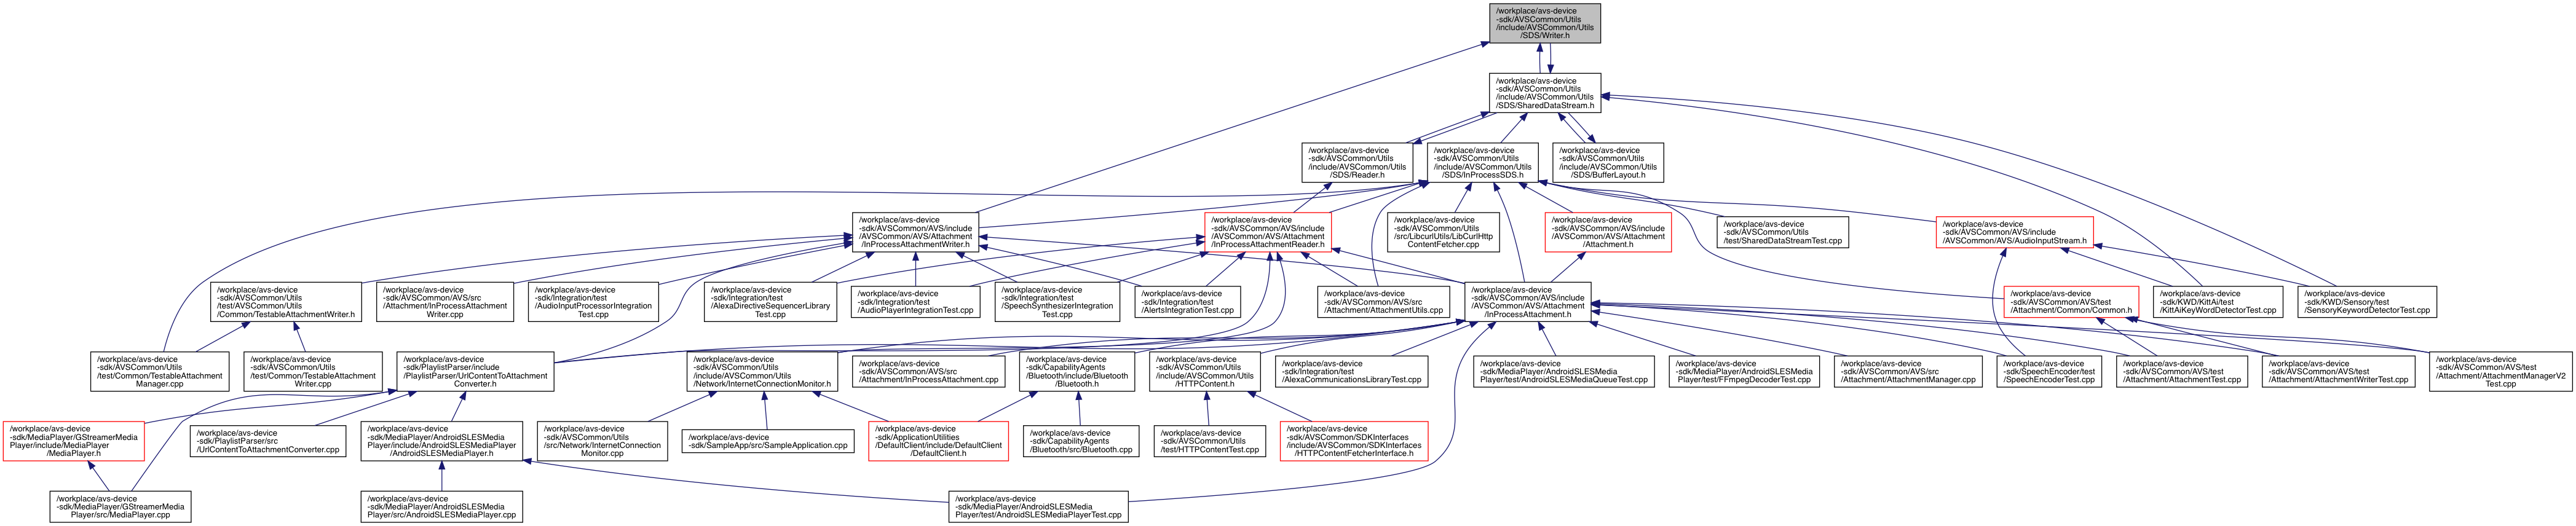 /workplace/avs-device
-sdk/AVSCommon/Utils
/include/AVSCommon/Utils
/SDS/Writer.h
/workplace/avs-device
-sdk/AVSCommon/Utils
/include/AVSCommon/Utils
/SDS/SharedDataStream.h
/workplace/avs-device
-sdk/AVSCommon/Utils
/include/AVSCommon/Utils
/SDS/Reader.h
/workplace/avs-device
-sdk/AVSCommon/Utils
/include/AVSCommon/Utils
/SDS/InProcessSDS.h
/workplace/avs-device
-sdk/AVSCommon/Utils
/include/AVSCommon/Utils
/SDS/BufferLayout.h
/workplace/avs-device
-sdk/AVSCommon/AVS/include
/AVSCommon/AVS/Attachment
/InProcessAttachmentWriter.h
/workplace/avs-device
-sdk/AVSCommon/AVS/include
/AVSCommon/AVS/Attachment
/InProcessAttachmentReader.h
/workplace/avs-device
-sdk/AVSCommon/Utils
/src/LibcurlUtils/LibCurlHttp
ContentFetcher.cpp
/workplace/avs-device
-sdk/AVSCommon/AVS/include
/AVSCommon/AVS/Attachment
/Attachment.h
/workplace/avs-device
-sdk/AVSCommon/Utils
/test/SharedDataStreamTest.cpp
/workplace/avs-device
-sdk/AVSCommon/AVS/include
/AVSCommon/AVS/AudioInputStream.h
/workplace/avs-device
-sdk/AVSCommon/Utils
/test/AVSCommon/Utils
/Common/TestableAttachmentWriter.h
/workplace/avs-device
-sdk/AVSCommon/AVS/src
/Attachment/InProcessAttachment
Writer.cpp
/workplace/avs-device
-sdk/Integration/test
/AudioInputProcessorIntegration
Test.cpp
/workplace/avs-device
-sdk/Integration/test
/AlexaDirectiveSequencerLibrary
Test.cpp
/workplace/avs-device
-sdk/Integration/test
/AudioPlayerIntegrationTest.cpp
/workplace/avs-device
-sdk/Integration/test
/SpeechSynthesizerIntegration
Test.cpp
/workplace/avs-device
-sdk/Integration/test
/AlertsIntegrationTest.cpp
/workplace/avs-device
-sdk/AVSCommon/AVS/src
/Attachment/AttachmentUtils.cpp
/workplace/avs-device
-sdk/AVSCommon/AVS/include
/AVSCommon/AVS/Attachment
/InProcessAttachment.h
/workplace/avs-device
-sdk/AVSCommon/AVS/test
/Attachment/Common/Common.h
/workplace/avs-device
-sdk/KWD/KittAi/test
/KittAiKeyWordDetectorTest.cpp
/workplace/avs-device
-sdk/KWD/Sensory/test
/SensoryKeywordDetectorTest.cpp
/workplace/avs-device
-sdk/AVSCommon/Utils
/test/Common/TestableAttachment
Manager.cpp
/workplace/avs-device
-sdk/AVSCommon/Utils
/test/Common/TestableAttachment
Writer.cpp
/workplace/avs-device
-sdk/PlaylistParser/include
/PlaylistParser/UrlContentToAttachment
Converter.h
/workplace/avs-device
-sdk/AVSCommon/Utils
/include/AVSCommon/Utils
/Network/InternetConnectionMonitor.h
/workplace/avs-device
-sdk/AVSCommon/AVS/src
/Attachment/InProcessAttachment.cpp
/workplace/avs-device
-sdk/CapabilityAgents
/Bluetooth/include/Bluetooth
/Bluetooth.h
/workplace/avs-device
-sdk/AVSCommon/Utils
/include/AVSCommon/Utils
/HTTPContent.h
/workplace/avs-device
-sdk/Integration/test
/AlexaCommunicationsLibraryTest.cpp
/workplace/avs-device
-sdk/MediaPlayer/AndroidSLESMedia
Player/test/AndroidSLESMediaQueueTest.cpp
/workplace/avs-device
-sdk/MediaPlayer/AndroidSLESMedia
Player/test/FFmpegDecoderTest.cpp
/workplace/avs-device
-sdk/AVSCommon/AVS/src
/Attachment/AttachmentManager.cpp
/workplace/avs-device
-sdk/SpeechEncoder/test
/SpeechEncoderTest.cpp
/workplace/avs-device
-sdk/AVSCommon/AVS/test
/Attachment/AttachmentTest.cpp
/workplace/avs-device
-sdk/AVSCommon/AVS/test
/Attachment/AttachmentWriterTest.cpp
/workplace/avs-device
-sdk/AVSCommon/AVS/test
/Attachment/AttachmentManagerV2
Test.cpp
/workplace/avs-device
-sdk/MediaPlayer/GStreamerMedia
Player/include/MediaPlayer
/MediaPlayer.h
/workplace/avs-device
-sdk/PlaylistParser/src
/UrlContentToAttachmentConverter.cpp
/workplace/avs-device
-sdk/MediaPlayer/AndroidSLESMedia
Player/include/AndroidSLESMediaPlayer
/AndroidSLESMediaPlayer.h
/workplace/avs-device
-sdk/AVSCommon/Utils
/src/Network/InternetConnection
Monitor.cpp
/workplace/avs-device
-sdk/SampleApp/src/SampleApplication.cpp
/workplace/avs-device
-sdk/ApplicationUtilities
/DefaultClient/include/DefaultClient
/DefaultClient.h
/workplace/avs-device
-sdk/CapabilityAgents
/Bluetooth/src/Bluetooth.cpp
/workplace/avs-device
-sdk/AVSCommon/Utils
/test/HTTPContentTest.cpp
/workplace/avs-device
-sdk/AVSCommon/SDKInterfaces
/include/AVSCommon/SDKInterfaces
/HTTPContentFetcherInterface.h
/workplace/avs-device
-sdk/MediaPlayer/GStreamerMedia
Player/src/MediaPlayer.cpp
/workplace/avs-device
-sdk/MediaPlayer/AndroidSLESMedia
Player/src/AndroidSLESMediaPlayer.cpp
/workplace/avs-device
-sdk/MediaPlayer/AndroidSLESMedia
Player/test/AndroidSLESMediaPlayerTest.cpp